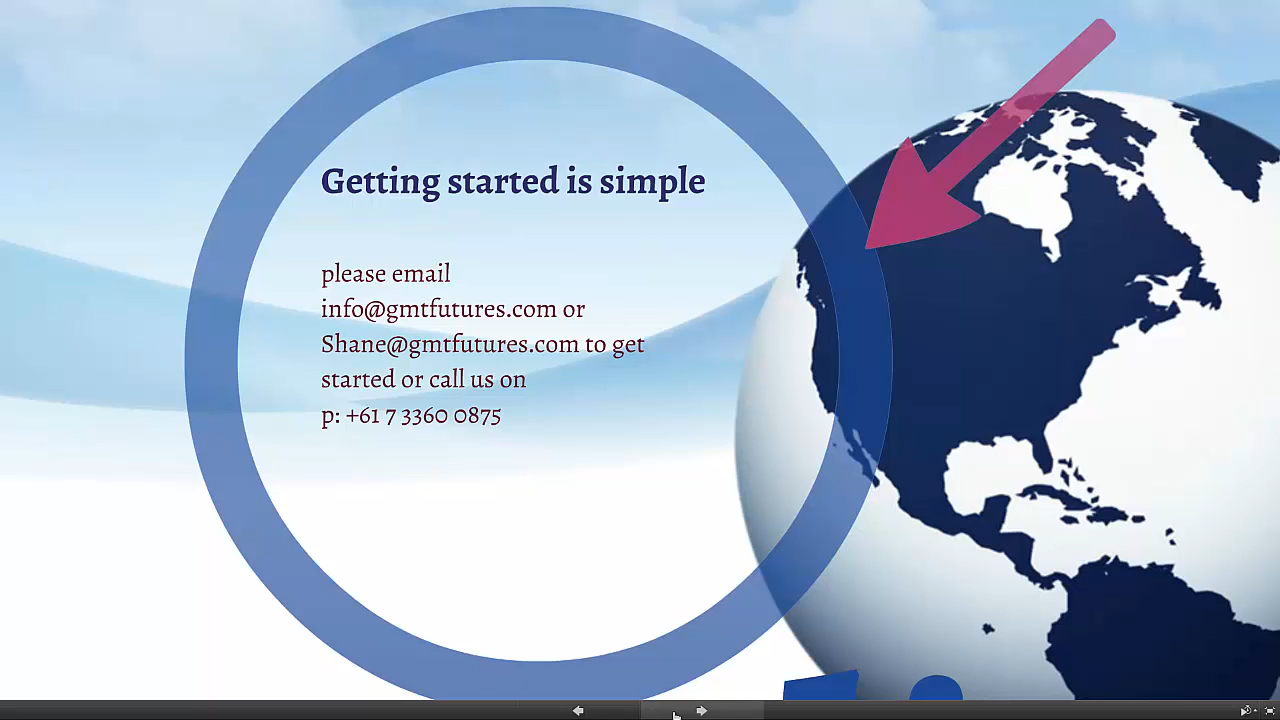 Getting started is simple
please email
info@gmtfutures.com or
Shane@gmtfutures.com to get
started or call us on
p: +61 7 3360 0875